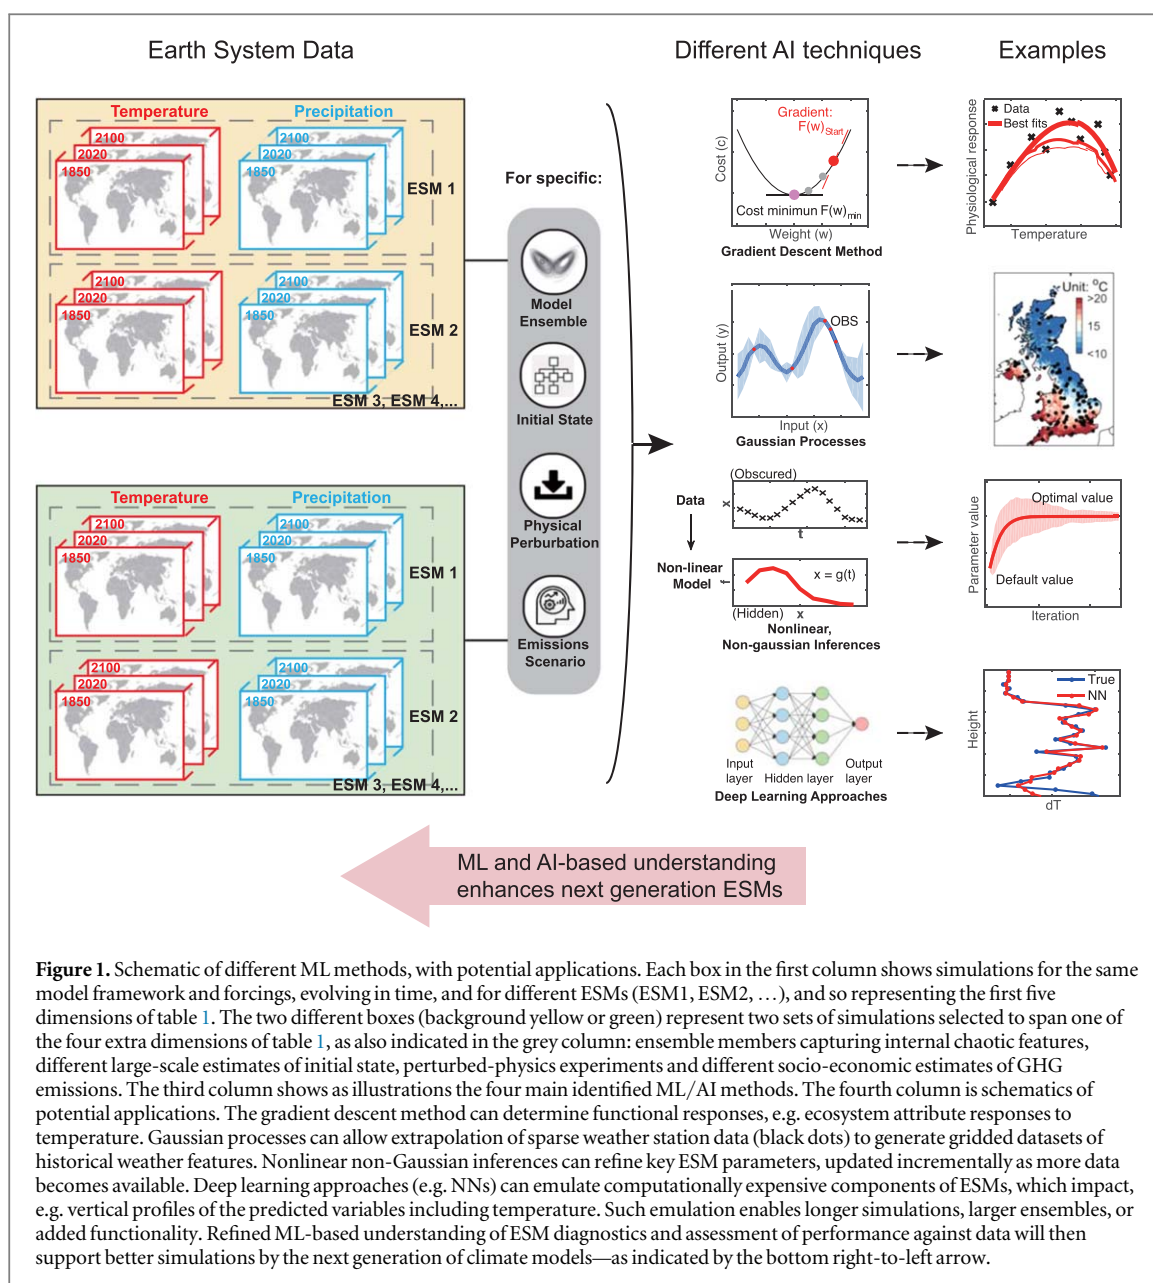 Earth System Data
Different AI techniques
Examples
Temperature
Precipitation
2100
2020
1850
2100
2020
1850
ESM 1
2100
2020
1850
2100
2020
1850
ESM 2
ESM 3, ESM 4,...
Temperature
Precipitation
2100
2020
1850
2100
2020
1850
ESM 1
2100
2020
1850
2100
2020
1850
ESM 2
ESM 3, ESM 4,...
For specific:
Model
Ensemble
Initial State
Physical
Perburbation
Emissions
Scenario
Gradient:
F(w)Start
Cost (c)
Cost minimun F(w)min
Weight (w)
Gradient Descent Method
OBS
Output (y)
Input (x)
Gaussian Processes
(Obscured)
Data
x
t
Non-linear
Model
x = g(t)
f
(Hidden)
x
Nonlinear,
Non-gaussian Inferences
Input
layer
Hidden layer
Output
layer
Deep Learning Approaches
Data
Best fits
Physiological response
Temperature
Unit: °C
>20
15
<10
Optimal value
Parameter value
Default value
Iteration
True
NN
Height
dT
ML and AI-based understanding
enhances next generation ESMs
Figure 1. Schematic of different ML methods, with potential applications. Each box in the first column shows simulations for the same
model framework and forcings, evolving in time, and for different ESMs (ESM1, ESM2, …), and so representing the first five
dimensions of table 1. The two different boxes (background yellow or green) represent two sets of simulations selected to span one of
the four extra dimensions of table 1, as also indicated in the grey column: ensemble members capturing internal chaotic features,
different large-scale estimates of initial state, perturbed-physics experiments and different socio-economic estimates of GHG
emissions. The third column shows as illustrations the four main identified ML/AI methods. The fourth column is schematics of
potential applications. The gradient descent method can determine functional responses, e.g. ecosystem attribute responses to
temperature. Gaussian processes can allow extrapolation of sparse weather station data (black dots) to generate gridded datasets of
historical weather features. Nonlinear non-Gaussian inferences can refine key ESM parameters, updated incrementally as more data
becomes available. Deep learning approaches (e.g. NNs) can emulate computationally expensive components of ESMs, which impact,
e.g. vertical profiles of the predicted variables including temperature. Such emulation enables longer simulations, larger ensembles, or
added functionality. Refined ML-based understanding of ESM diagnostics and assessment of performance against data will then
support better simulations by the next generation of climate models—as indicated by the bottom right-to-left arrow.